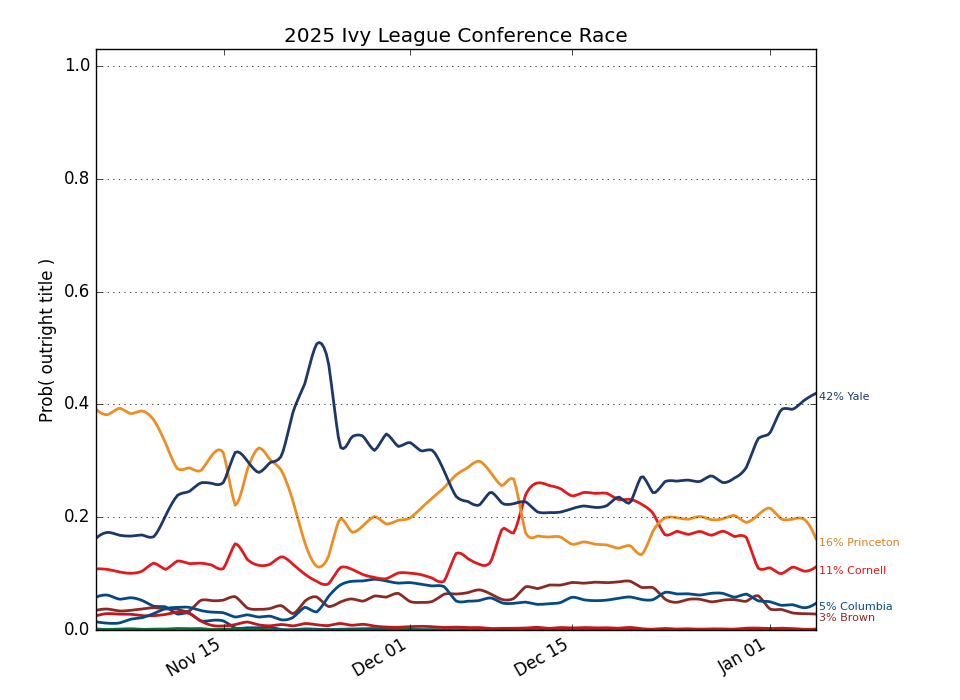 2025 Ivy League Conference Race
Prob( outright title )
1.0
0.8
0.6
0.4
0.2
0.0
42% Yale
16% Princeton
11% Cornell
5% Columbia
3% Brown
Nov 15
Dec 01
Dec 15
Jan 01